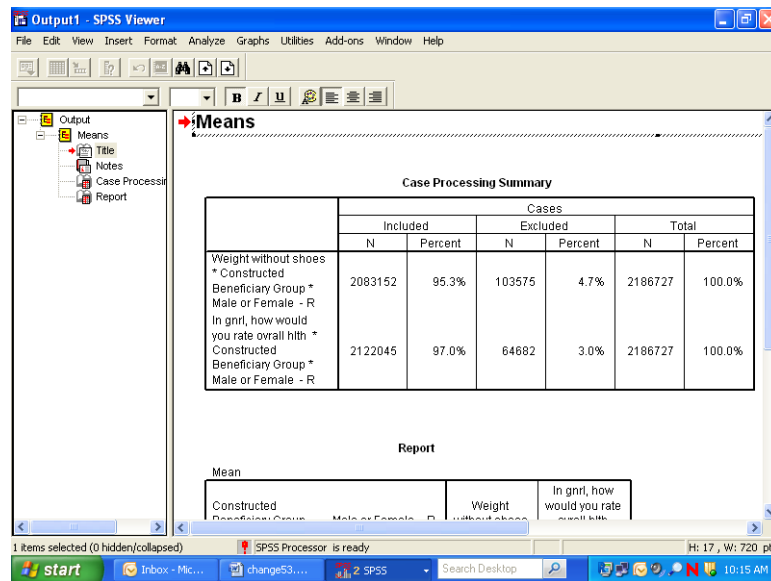 Output1 - SPSS Viewer
File Edit View Insert Format Analyze Graphs Utilities Add-ons Window Help
B I U
Output
Means
Title
Notes
Case Processin
Report
Means
Case Processing Summary
Cases
Included Excluded Total
N Percent N Percent N Percent
Weight without shoes
* Constructed
Beneficiary Group *
Male or Female - R
2083152 95.3% 103575 4.7% 2186727 100.0%
In gnrl, how would
you rate ovrall hlth *
Constructed
Beneficiary Group *
Male or Female - R
2122045 97.0% 64682 3.0% 2186727 100.0%
Report
Mean
Constructed
Weight
In gnrl, how
would you rate
1 items selected (0 hidden/collapsed) SPSS Processor is ready H: 17 , W: 720 pt
start Inbox - Mic... change53.... 2 SPSS Search Desktop N 10:15 AM